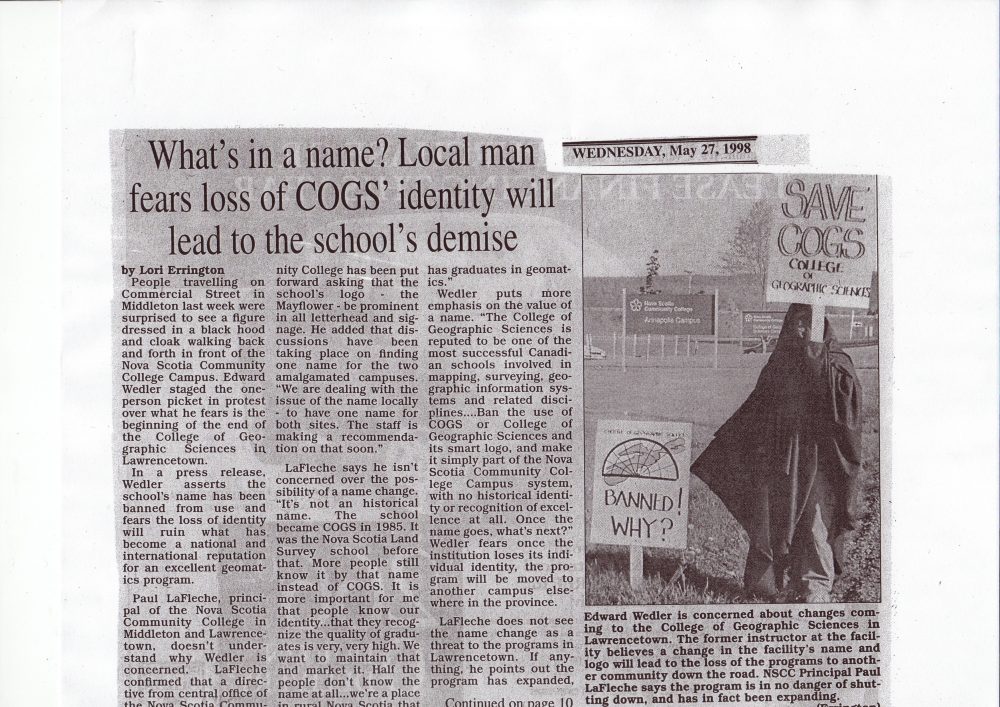 What's in a name? Local man
fears loss of COGS' identity will
lead to the school's demise
by Lori Errington
People travelling on
Commercial Street in
Middleton last week were
surprised to see a figure
dressed in a black hood
and cloak walking back
and forth in front of the
Nova Scotia Community
College Campus. Edward
Wedler staged the one-
person picket in protest
over what he fears is the
beginning of the end of
the College of Geo-
graphic Sciences in
Lawrencetown.
In a press release,
Wedler asserts the
school's name has been
banned from use and
fears the loss of identity
will ruin what has
become a national and
international reputation
for an excellent geomat-
ics program.
Paul LaFleche, princi-
pal of the Nova Scotia
Community College in
Middleton and Lawrence-
town, doesn't under-
stand why Wedler is
concerned. LaFleche
confirmed that a direc-
tive from central office of
the Nova Scotia Commu-
nity College has been put
forward asking that the
school's logo - the
Mayflower - be prominent
in all letterhead and sig-
nage. He added that dis-
cussions have been
taking place on finding
one name for the two
amalgamated campuses.
"We are dealing with the
issue of the name locally
- to have one name for
both sites. The staff is
making a recommenda-
tion on that soon."
LaFleche says he isn't
concerned over the pos-
sibility of a name change.
"It's not an historical
name. The school
became COGS in 1985. It
was the Nova Scotia Land
Survey school before
that. More people still
know it by that name
instead of COGS. It is
more important for me
that people know our
identity...that they recog-
nize the quality of gradu-
ates is very, very high. We
want to maintain that
and market it. Half the
people don't know the
name at all...we're a place
in rural Nova Scotia that
has graduates in geomat-
ics."
Wedler puts more
emphasis on the value of
a name. "The College of
Geographic Sciences is
reputed to be one of the
most successful Canadi-
an schools involved in
mapping, surveying, geo-
graphic information sys-
tems and related disci-
plines....Ban the use of
COGS or College of
Geographic Sciences and
its smart logo, and make
it simply part of the Nova
Scotia Community Col-
lege Campus system,
with no historical identi-
ty or recognition of excel-
lence at all. Once the
name goes, what's next?"
Wedler fears once the
institution loses its indi-
vidual identity, the pro-
gram will be moved to
another campus else-
where in the province.
LaFleche does not see
the name change as a
threat to the programs in
Lawrencetown. If any-
thing, he points out the
program has expanded,
Continued on page 10
WEDNESDAY, May 27, 1998
SAVE
COGS
COLLEGE
OF
GEOGRAPHIC SCIENCES
Nova Scotia
Community College
Annapolis Campus
COLLEGE OF GEOGRAPHIC SCIENCES
BANNED!
WHY?
Edward Wedler is concerned about changes com-
ing to the College of Geographic Sciences in
Lawrencetown. The former instructor at the facil-
ity believes a change in the facility's name and
logo will lead to the loss of the programs to anoth-
er community down the road. NSCC Principal Paul
LaFleche says the program is in no danger of shut-
ting down, and has in fact been expanding.
(Errington)